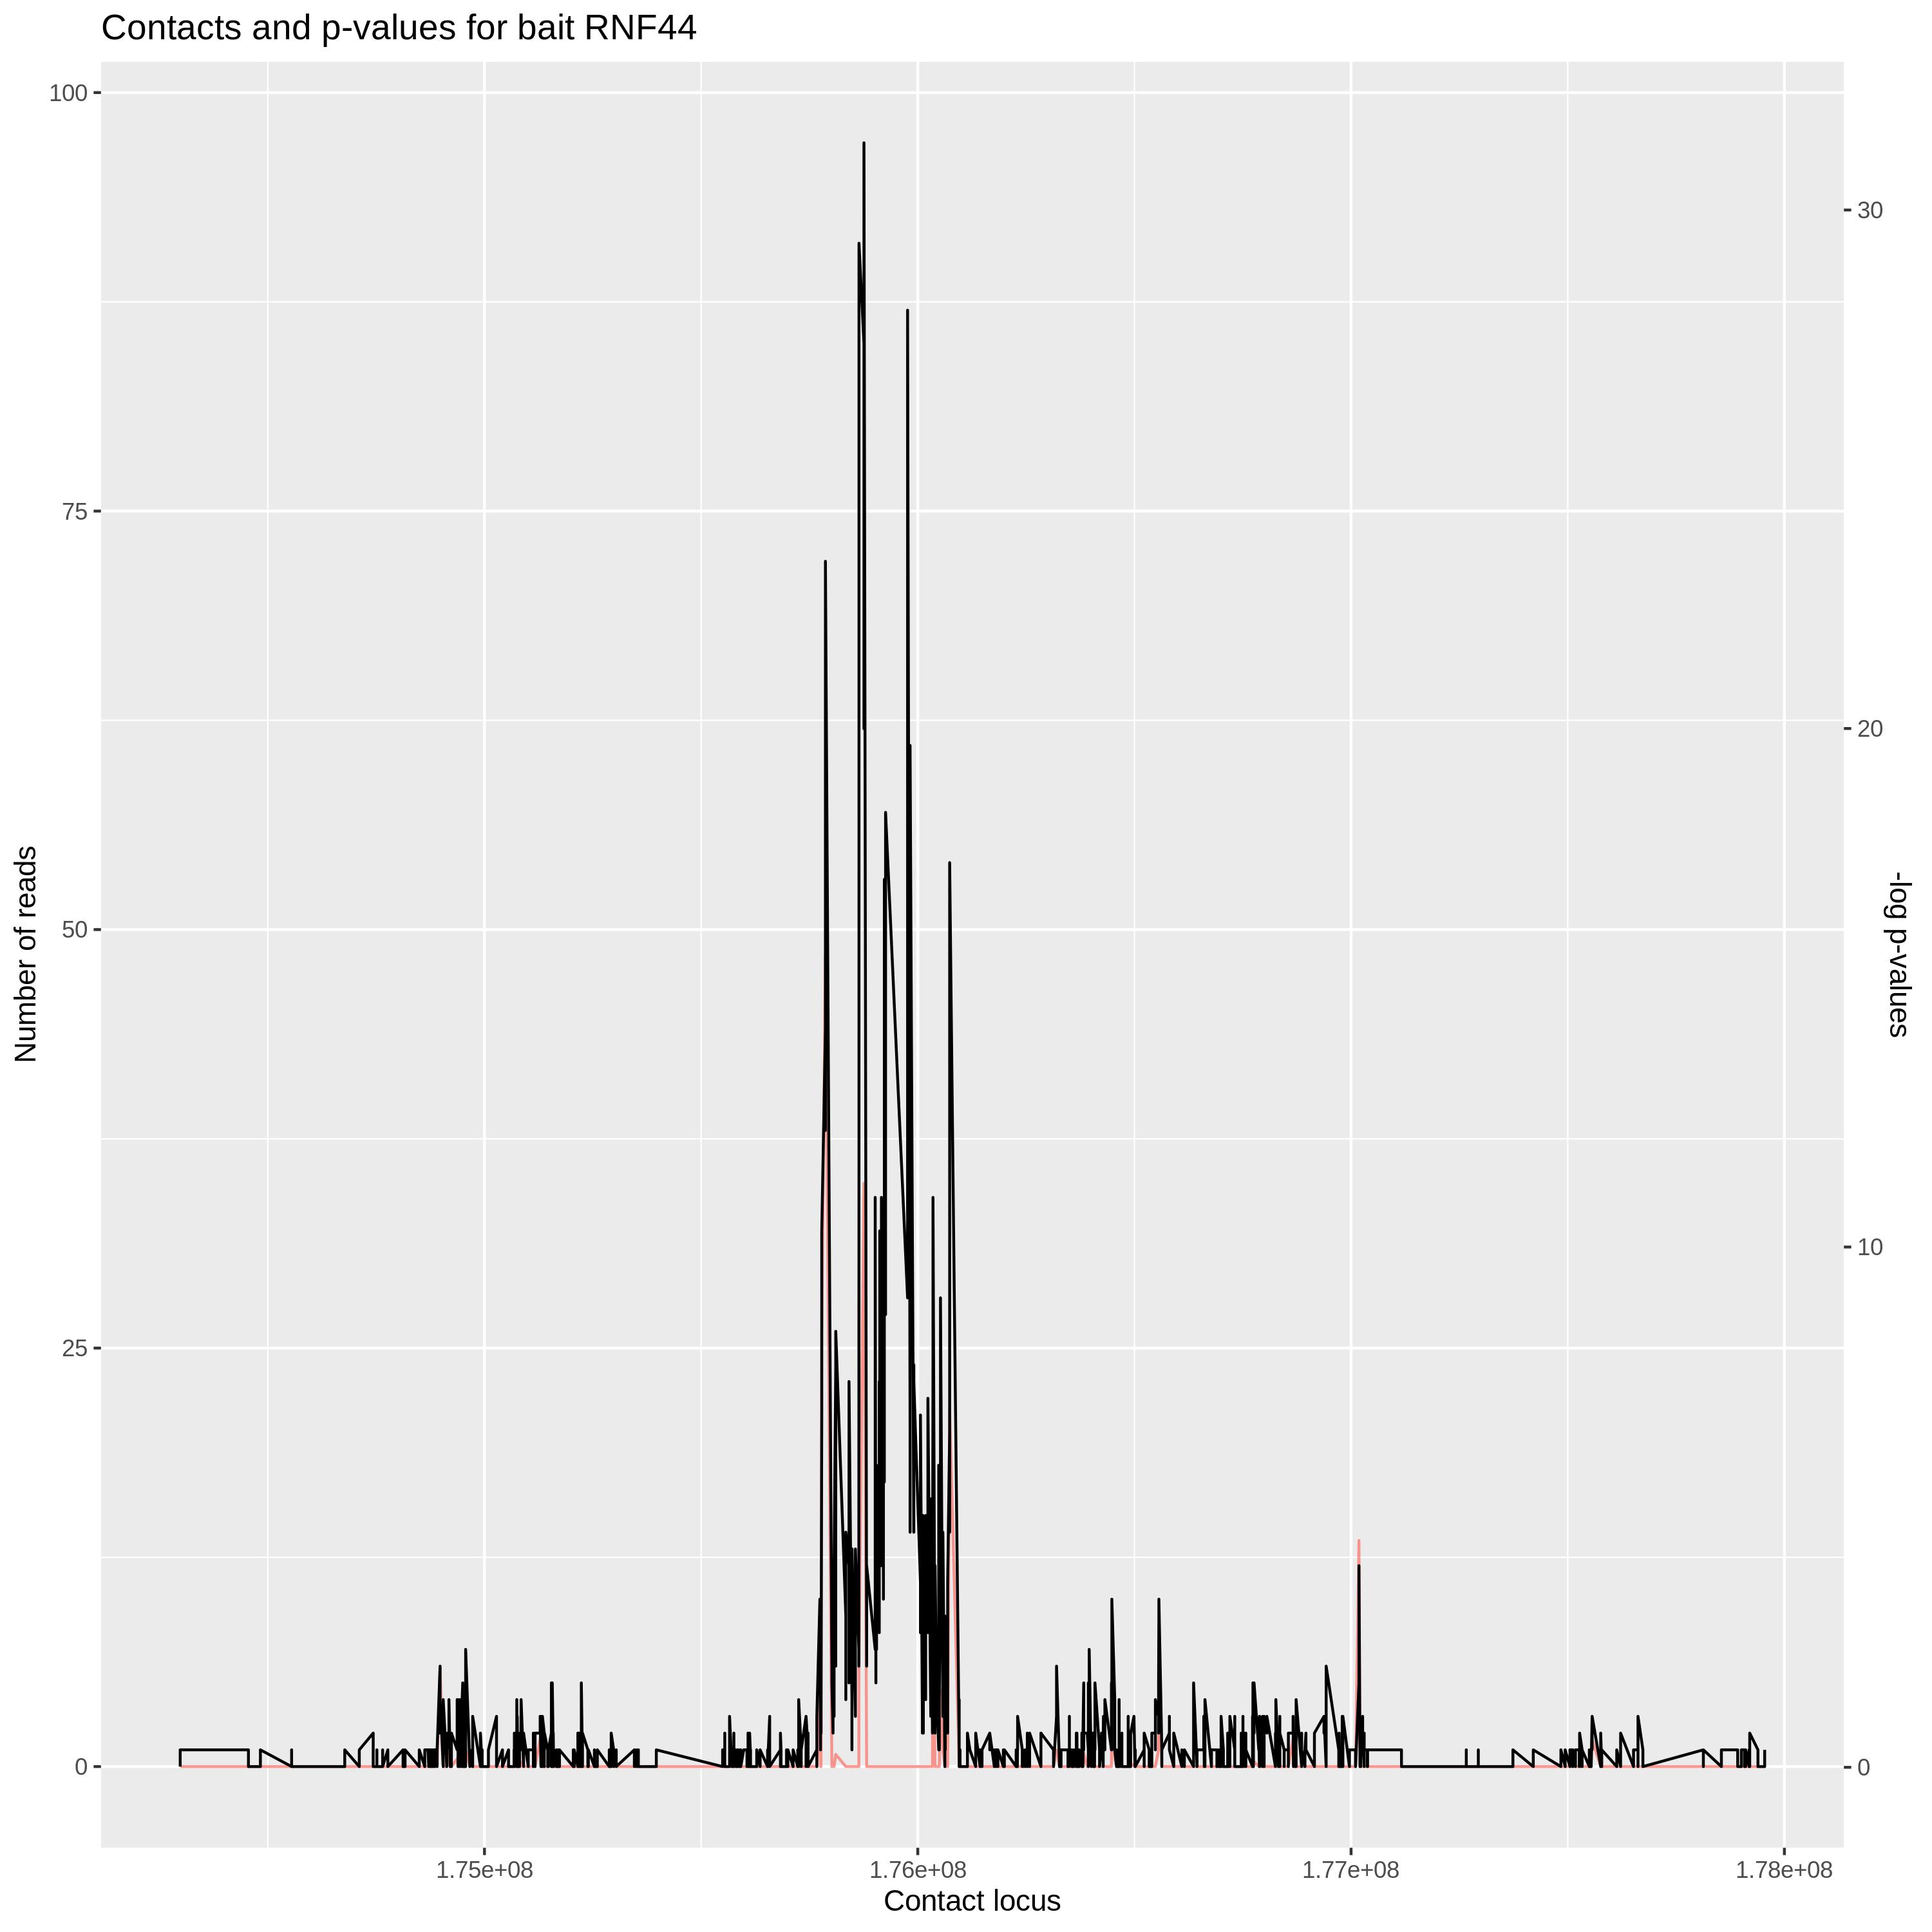 Contacts and p-values for bait RNF44
100
75
50
25
0
Number of reads
30
20
10
0
-log p-values
1.75e+08 1.76e+08 1.77e+08 1.78e+08
Contact locus